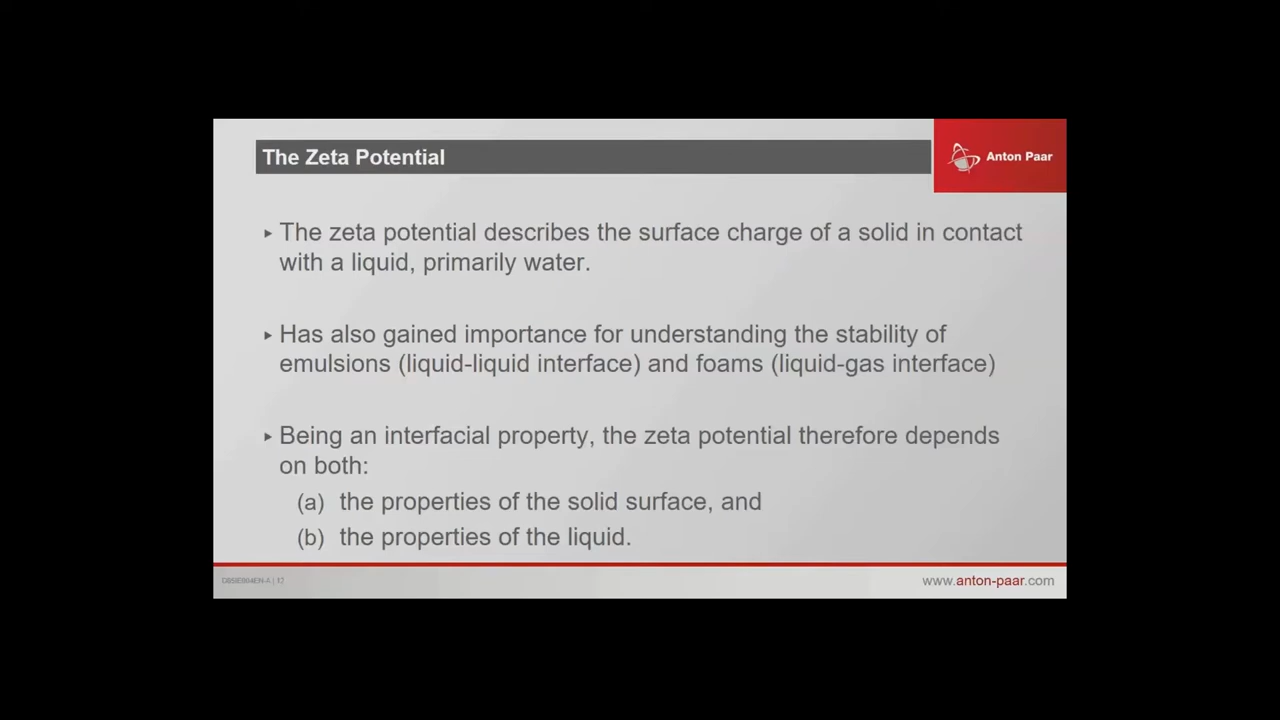 The Zeta Potential
Anton Paar
▸ The zeta potential describes the surface charge of a solid in contact
with a liquid, primarily water.
▸ Has also gained importance for understanding the stability of
emulsions (liquid-liquid interface) and foams (liquid-gas interface)
▸ Being an interfacial property, the zeta potential therefore depends
on both:
(a) the properties of the solid surface, and
(b) the properties of the liquid.
www.anton-paar.com